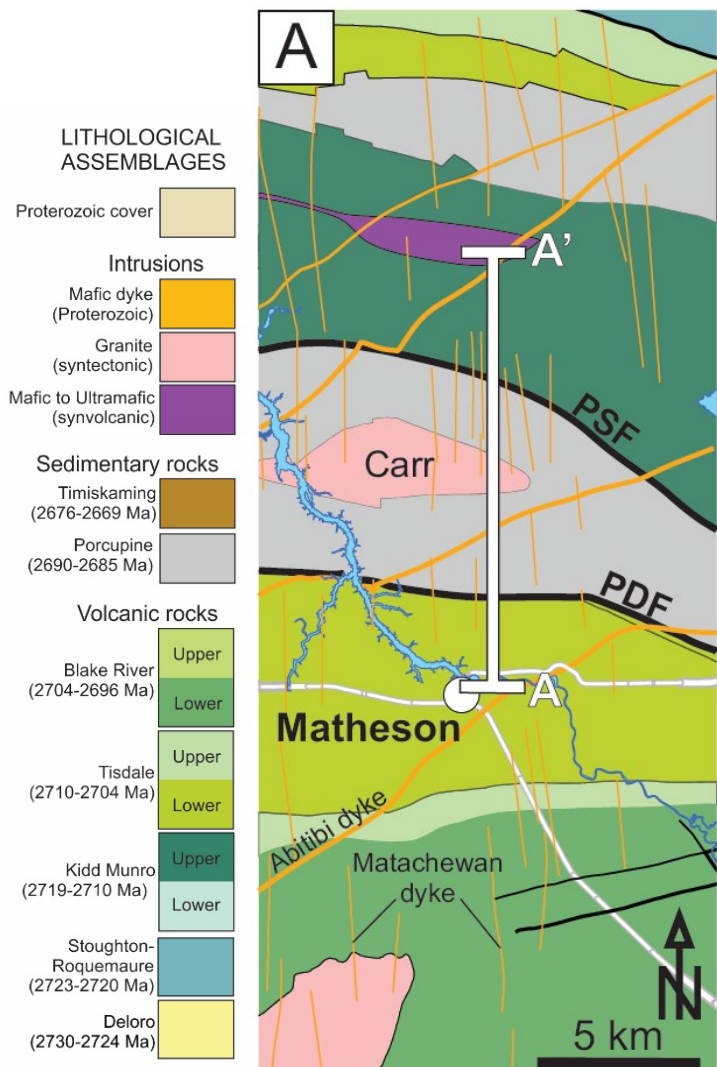 A
LITHOLOGICAL
ASSEMBLAGES
Proterozoic cover
Intrusions
Mafic dyke
(Proterozoic)
Granite
(syntectonic)
Mafic to Ultramafic
(synvolcanic)
Sedimentary rocks
Timiskaming
(2676-2669 Ma)
Porcupine
(2690-2685 Ma)
Volcanic rocks
Blake River
(2704-2696 Ma)
Upper
Lower
Tisdale
(2710-2704 Ma)
Upper
Lower
Kidd Munro
(2719-2710 Ma)
Upper
Lower
Stoughton-
Roquemaure
(2723-2720 Ma)
Deloro
(2730-2724 Ma)
A'
PSF
Carr
PDF
A
Matheson
Abitibi dyke
Matachewan
dyke
N
5 km